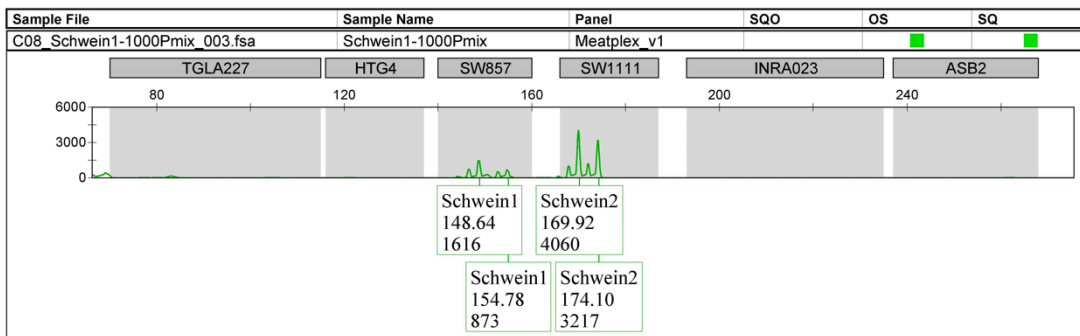 Sample File Sample Name Panel SQO OS SQ
C08_Schwein1-1000Pmix_003.fsa Schwein1-1000Pmix Meatplex_v1
TGLA227 HTG4 SW857 SW1111 INRA023 ASB2
80 120 160 200 240
6000
3000
0
Schwein1
148.64
1616
Schwein2
169.92
4060
Schwein1
154.78
873
Schwein2
174.10
3217